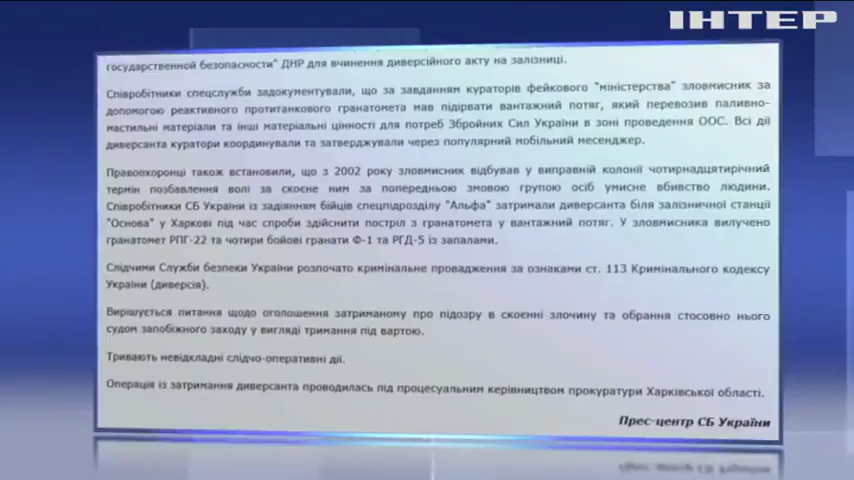 ІНТЕР
государственной безопасности" ДНР для вчинення диверсійного акту на залізниці.
Співробітники спецслужби задокументували, що за завданням кураторів фейкового "міністерства" зловмисник за
допомогою реактивного протитанкового гранатомета мав підірвати вантажний потяг, який перевозив паливно-
мастильні матеріали та інші матеріальні цінності для потреб Збройних Сил України в зоні проведення ООС. Всі дії
диверсанта куратори координували та затверджували через популярний мобільний месенджер.
Правоохоронці також встановили, що з 2002 року зловмисник відбував у виправній колонії чотирнадцятирічний
термін позбавлення волі за скоєне ним за попередньою змовою групою осіб умисне вбивство людини.
Співробітники СБ України із задіянням бійців спецпідрозділу "Альфа" затримали диверсанта біля залізничної станції
"Основа" у Харкові під час спроби здійснити постріл з гранатомета у вантажний потяг. У зловмисника вилучено
гранатомет РПГ-22 та чотири бойові гранати Ф-1 та РГД-5 із запалами.
Слідчими Служби безпеки України розпочато кримінальне провадження за ознаками ст. 113 Кримінального кодексу
України (диверсія).
Вирішується питання щодо оголошення затриманому про підозру в скоєнні злочину та обрання стосовно нього
судом запобіжного заходу у вигляді тримання під вартою.
Тривають невідкладні слідчо-оперативні дії.
Операція із затримання диверсанта проводилась під процесуальним керівництвом прокуратури Харківської області.
Прес-центр СБ України